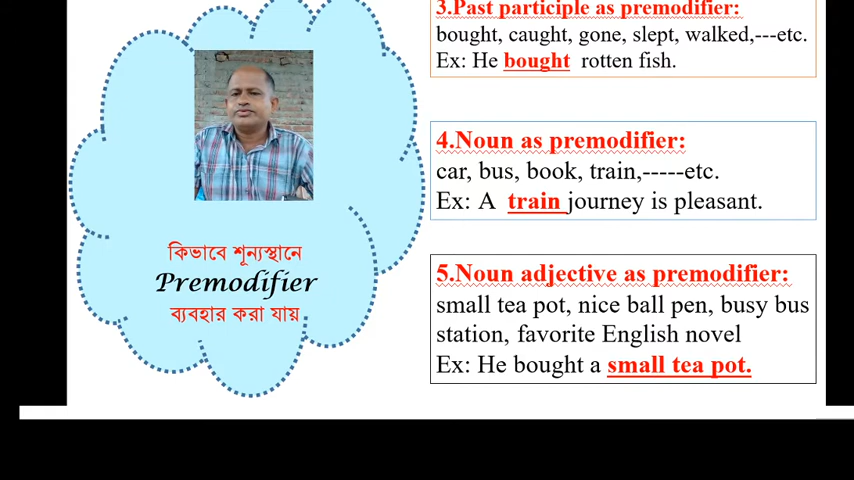 কিভাবে শূন্যস্থানে
Premodifier
ব্যবহার করা যায়
3.Past participle as premodifier:
bought, caught, gone, slept, walked,---etc.
Ex: He bought rotten fish.
4.Noun as premodifier:
car, bus, book, train,-----etc.
Ex: A train journey is pleasant.
5.Noun adjective as premodifier:
small tea pot, nice ball pen, busy bus
station, favorite English novel
Ex: He bought a small tea pot.